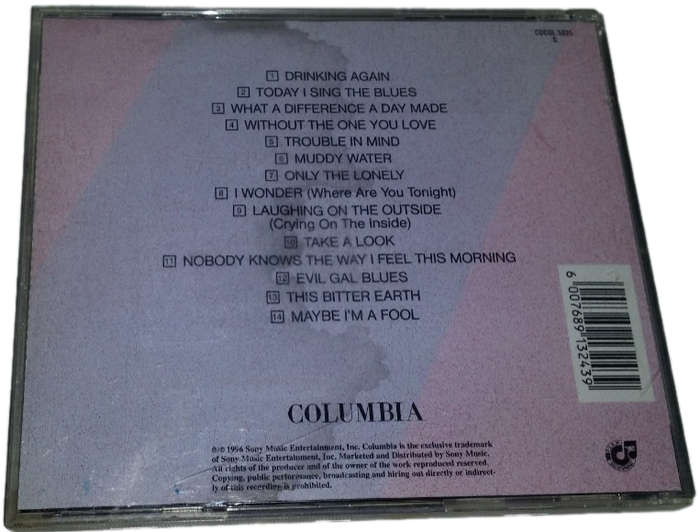 1 DRINKING AGAIN
2 TODAY I SING THE BLUES
3 WHAT A DIFFERENCE A DAY MADE
4 WITHOUT THE ONE YOU LOVE
5 TROUBLE IN MIND
6 MUDDY WATER
7 ONLY THE LONELY
8 I WONDER (Where Are You Tonight)
9 LAUGHING ON THE OUTSIDE
(Crying On The Inside)
10 TAKE A LOOK
11 NOBODY KNOWS THE WAY I FEEL THIS MORNING
12 EVIL GAL BLUES
13 THIS BITTER EARTH
14 MAYBE I'M A FOOL
6 007689 132439
COLUMBIA
℗/© 1996 Sony Music Entertainment, Inc. Columbia is the exclusive trademark
of Sony Music Entertainment, Inc. Marketed and Distributed by Sony Music.
All rights of the producer and of the owner of the work reproduced reserved.
Copying, public performance, broadcasting and hiring out directly or indirect-
ly of this recording is prohibited.